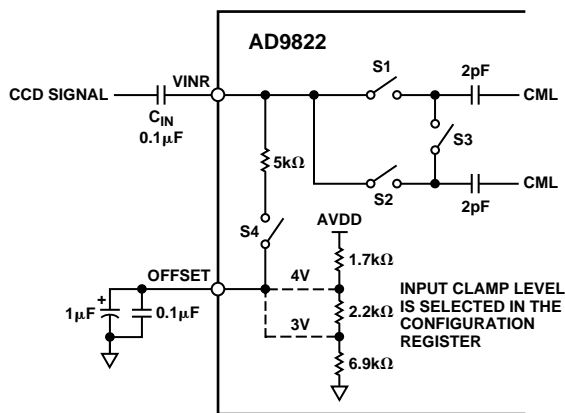 AD9822
S1
2pF
VINR
CCD SIGNAL
CML
CIN
0.1μF
S3
5kΩ
S2
CML
2pF
AVDD
S4
1.7kΩ
OFFSET
4V
INPUT CLAMP LEVEL
IS SELECTED IN THE
CONFIGURATION
REGISTER
+
1μF
0.1μF
3V
2.2kΩ
6.9kΩ